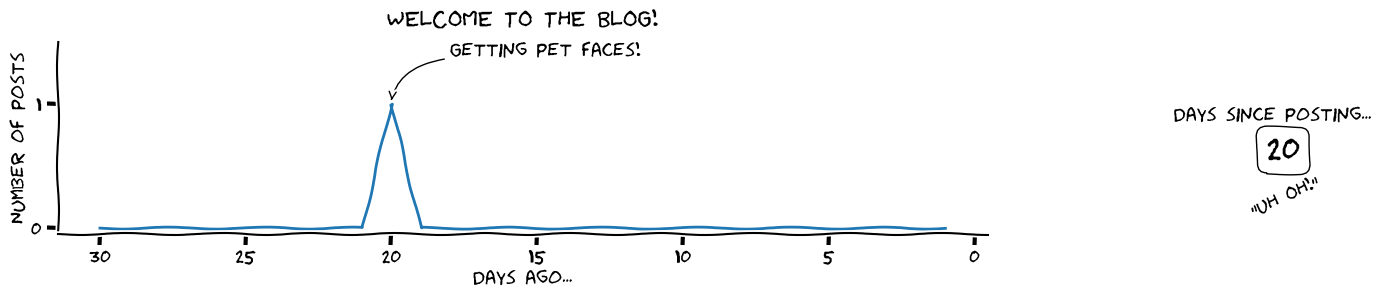 WELCOME TO THE BLOG!
GETTING PET FACES!
NUMBER OF POSTS
1
0
30 25 20 15 10 5 0
DAYS AGO...
DAYS SINCE POSTING...
20
"UH OH!"